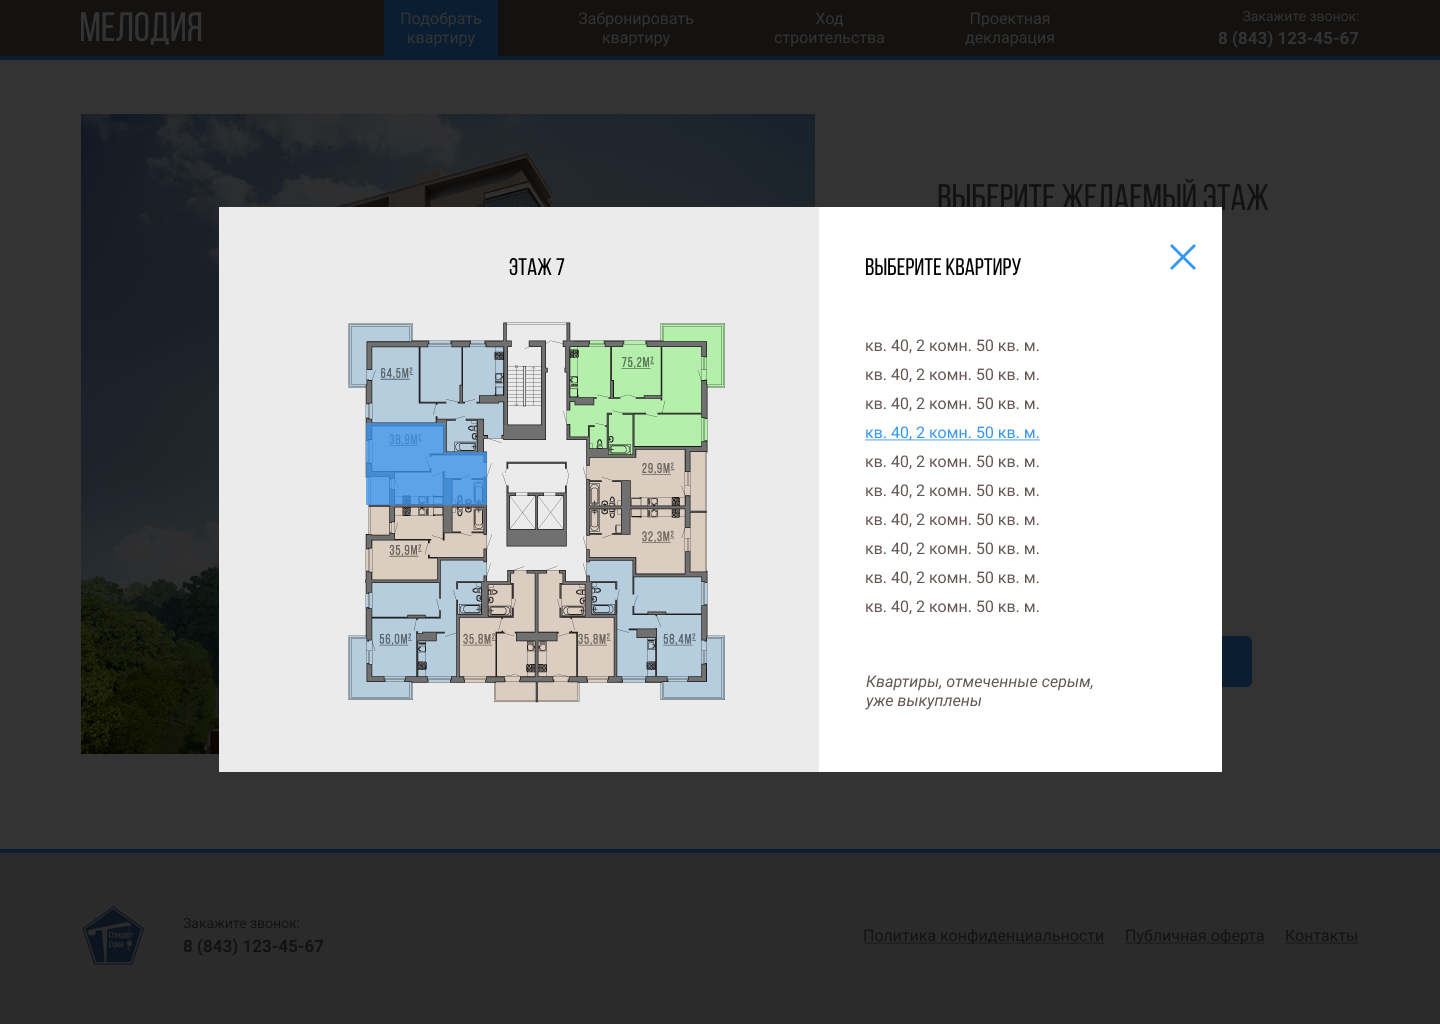 МЕЛОДИЯ
Подобрать
квартиру
Забронировать
квартиру
Ход
строительства
Проектная
декларация
Закажите звонок:
8 (843) 123-45-67
ВЫБЕРИТЕ ЖЕЛАЕМЫЙ ЭТАЖ
ЭТАЖ 7
64,5М²
75,2М²
38,9М²
29,9М²
35,9М²
32,3М²
56,0М²
35,8М²
35,8М²
58,4М²
ВЫБЕРИТЕ КВАРТИРУ
кв. 40, 2 комн. 50 кв. м.
кв. 40, 2 комн. 50 кв. м.
кв. 40, 2 комн. 50 кв. м.
кв. 40, 2 комн. 50 кв. м.
кв. 40, 2 комн. 50 кв. м.
кв. 40, 2 комн. 50 кв. м.
кв. 40, 2 комн. 50 кв. м.
кв. 40, 2 комн. 50 кв. м.
кв. 40, 2 комн. 50 кв. м.
кв. 40, 2 комн. 50 кв. м.
Квартиры, отмеченные серым,
уже выкуплены
Стандарт
Строй
Закажите звонок:
8 (843) 123-45-67
Политика конфиденциальности
Публичная оферта
Контакты